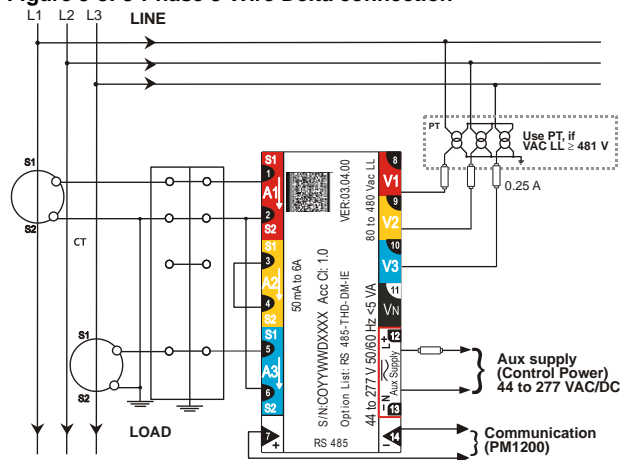 Figure 5 3-Phase 3-Wire Delta connection
L1 L2 L3 LINE
PT
Use PT, if
VAC LL ≥ 481 V
0.25 A
S1
S2
CT
S1
S2
LOAD
S1
1
A1
2
S2
S1
3
A2
4
S2
S1
5
A3
6
S2
7
+
50mA to 6A
S/N:COYYWWDXXXX Acc Cl: 1.0
VER:03.04.00
Option List: RS 485-THD-DM-IE
44 to 277 V 50/60 Hz <5 VA
80 to 480 Vac LL
RS 485
8
V1
9
V2
10
V3
11
VN
12
L+
Aux Supply
N
13
14
Aux supply
(Control Power)
44 to 277 VAC/DC
Communication
(PM1200)